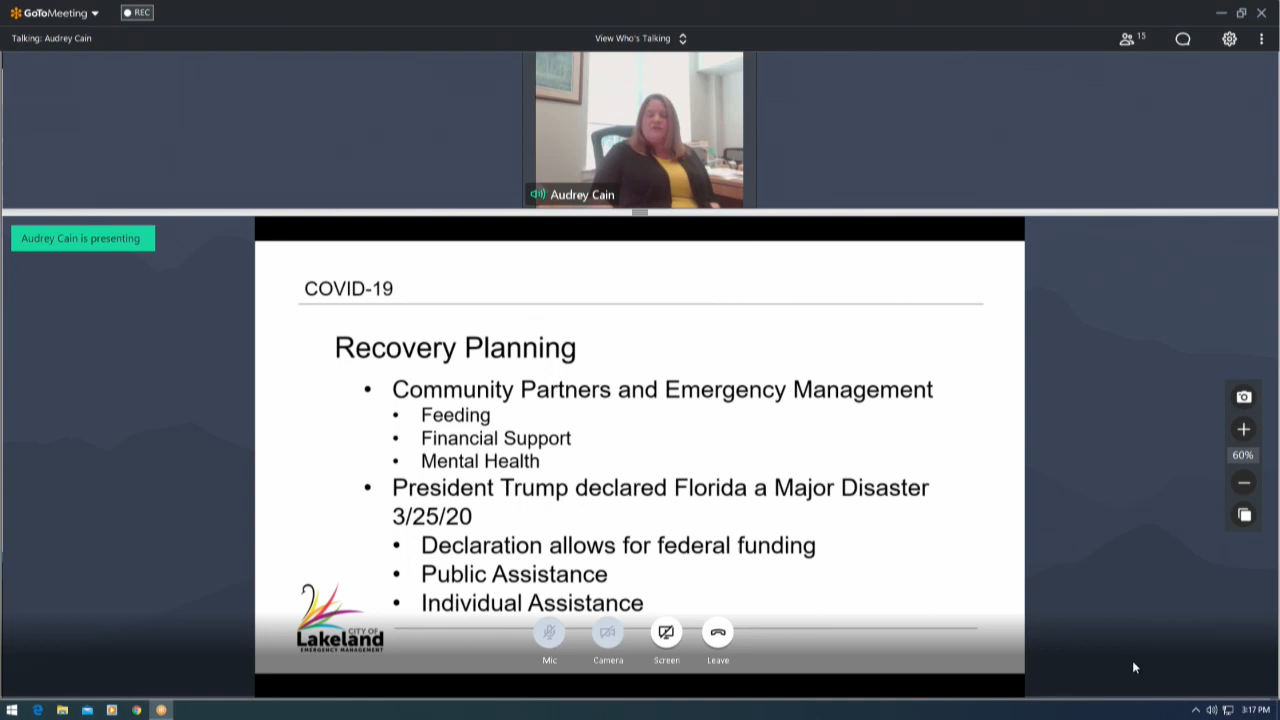 GoToMeeting
REC
Talking: Audrey Cain
View Who's Talking
15
Audrey Cain
Audrey Cain is presenting
COVID-19
Recovery Planning
• Community Partners and Emergency Management
• Feeding
• Financial Support
• Mental Health
• President Trump declared Florida a Major Disaster
3/25/20
• Declaration allows for federal funding
• Public Assistance
• Individual Assistance
CITY OF
Lakeland
EMERGENCY MANAGEMENT
60%
Mic
Camera
Screen
Leave
3:17 PM